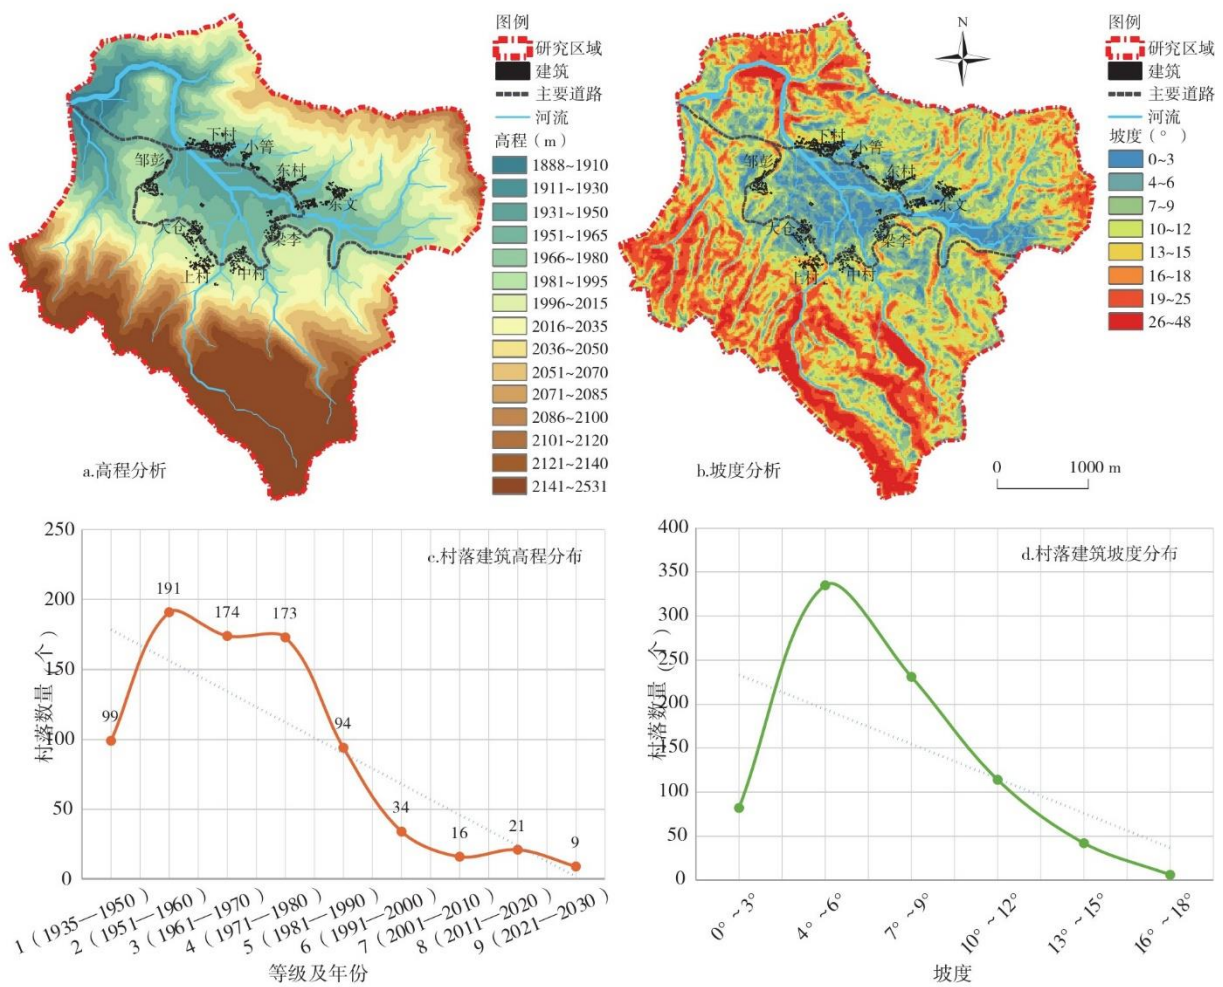 图例
研究区域
建筑
主要道路
河流
高程（m）
1888~1910
1911~1930
1931~1950
1951~1965
1966~1980
1981~1995
1996~2015
2016~2035
2036~2050
2051~2070
2071~2085
2086~2100
2101~2120
2121~2140
2141~2531
下村
小箐
邹彭
东村
东文
大仓
梁李
上村
中村
a.高程分析
N
图例
研究区域
建筑
主要道路
河流
坡度（°）
0~3
4~6
7~9
10~12
13~15
16~18
19~25
26~48
下村
小箐
邹彭
东村
东文
大仓
梁李
上村
中村
b.坡度分析
0 1000 m
c.村落建筑高程分布
村落数量（个）
250
200
150
100
50
0
99
191
174
173
94
34
16
21
9
1（1935—1950）
2（1951—1960）
3（1961—1970）
4（1971—1980）
5（1981—1990）
6（1991—2000）
7（2001—2010）
8（2011—2020）
9（2021—2030）
等级及年份
d.村落建筑坡度分布
村落数量（个）
400
350
300
250
200
150
100
50
0
0°~3°
4°~6°
7°~9°
10°~12°
13°~15°
16°~18°
坡度